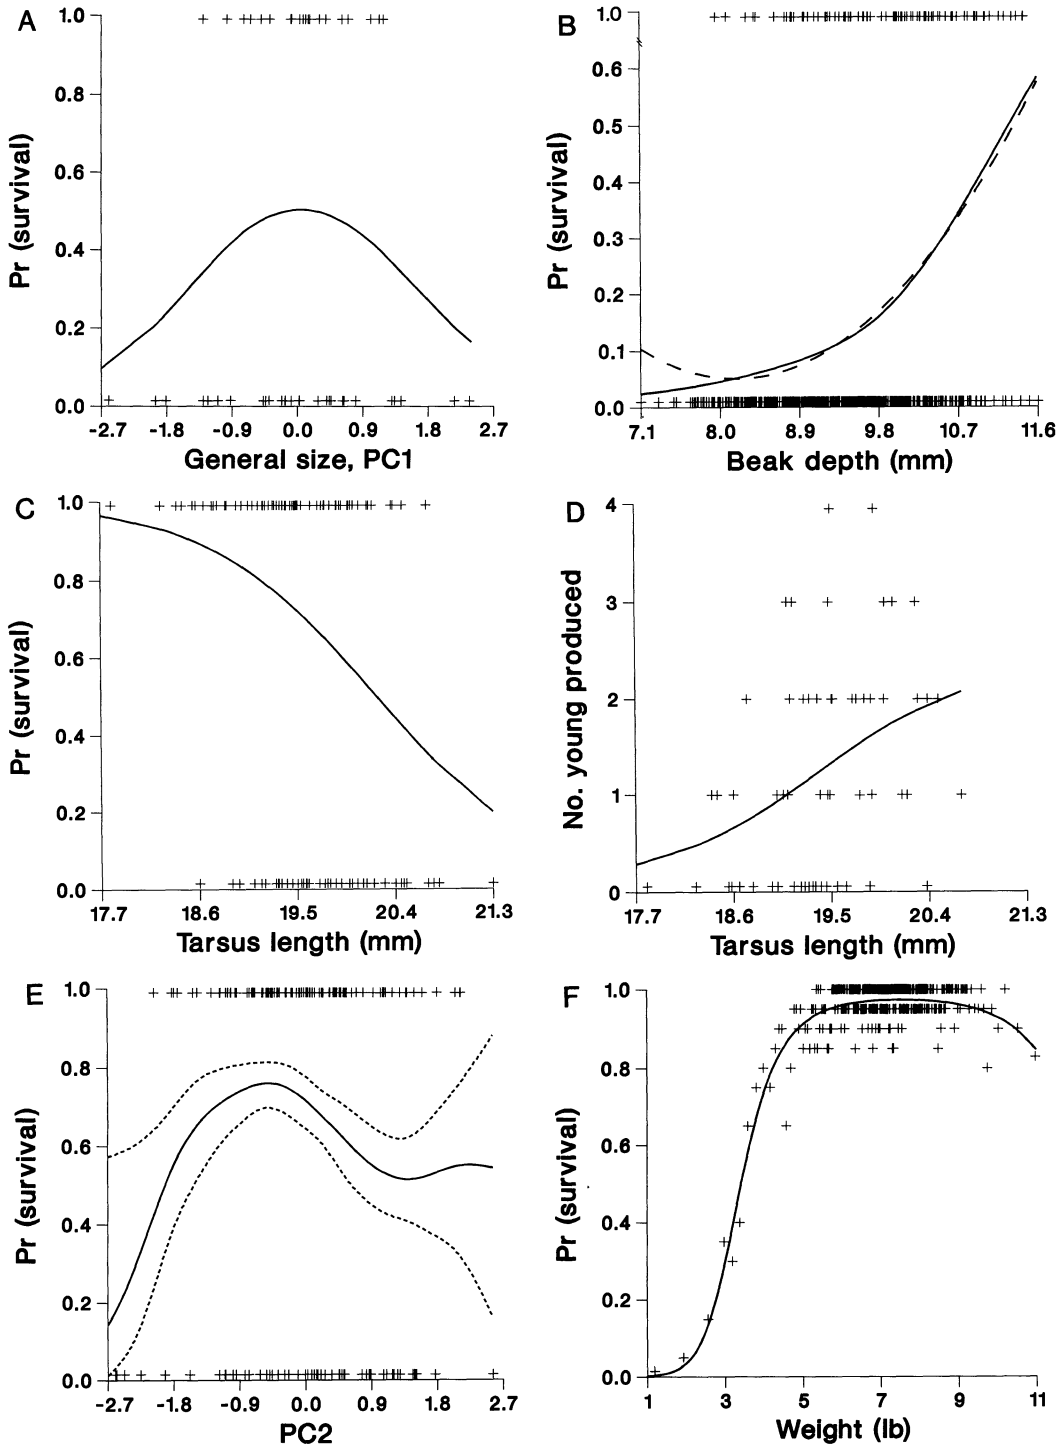 A
1.0
0.8
0.6
0.4
0.2
0.0
Pr (survival)
-2.7 -1.8 -0.9 0.0 0.9 1.8 2.7
General size, PC1
B
1.0
0.6
0.5
0.4
0.3
0.2
0.1
0.0
Pr (survival)
7.1 8.0 8.9 9.8 10.7 11.6
Beak depth (mm)
C
1.0
0.8
0.6
0.4
0.2
0.0
Pr (survival)
17.7 18.6 19.5 20.4 21.3
Tarsus length (mm)
D
4
3
2
1
0
No. young produced
17.7 18.6 19.5 20.4 21.3
Tarsus length (mm)
E
1.0
0.8
0.6
0.4
0.2
0.0
Pr (survival)
-2.7 -1.8 -0.9 0.0 0.9 1.8 2.7
PC2
F
1.0
0.8
0.6
0.4
0.2
0.0
Pr (survival)
1 3 5 7 9 11
Weight (lb)